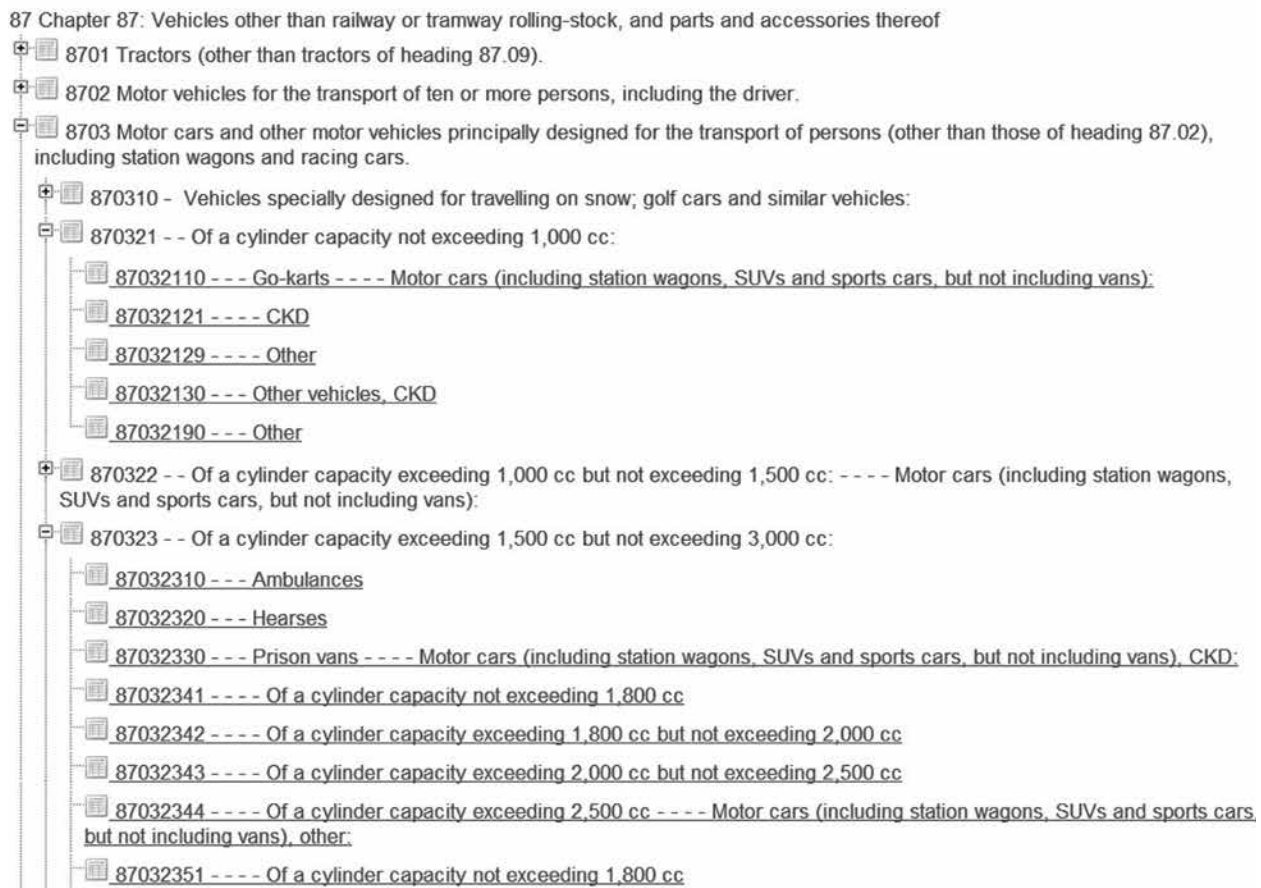 87 Chapter 87: Vehicles other than railway or tramway rolling-stock, and parts and accessories thereof
8701 Tractors (other than tractors of heading 87.09).
8702 Motor vehicles for the transport of ten or more persons, including the driver.
8703 Motor cars and other motor vehicles principally designed for the transport of persons (other than those of heading 87.02),
including station wagons and racing cars.
870310 - Vehicles specially designed for travelling on snow; golf cars and similar vehicles:
870321 - - Of a cylinder capacity not exceeding 1,000 cc:
87032110 - - - Go-karts - - - - Motor cars (including station wagons, SUVs and sports cars, but not including vans):
87032121 - - - - CKD
87032129 - - - - Other
87032130 - - - Other vehicles, CKD
87032190 - - - Other
870322 - - Of a cylinder capacity exceeding 1,000 cc but not exceeding 1,500 cc: - - - - Motor cars (including station wagons,
SUVs and sports cars, but not including vans):
870323 - - Of a cylinder capacity exceeding 1,500 cc but not exceeding 3,000 cc:
87032310 - - - Ambulances
87032320 - - - Hearses
87032330 - - - Prison vans - - - - Motor cars (including station wagons, SUVs and sports cars, but not including vans), CKD:
87032341 - - - - Of a cylinder capacity not exceeding 1,800 cc
87032342 - - - - Of a cylinder capacity exceeding 1,800 cc but not exceeding 2,000 cc
87032343 - - - - Of a cylinder capacity exceeding 2,000 cc but not exceeding 2,500 cc
87032344 - - - - Of a cylinder capacity exceeding 2,500 cc - - - - Motor cars (including station wagons, SUVs and sports cars,
but not including vans), other:
87032351 - - - - Of a cylinder capacity not exceeding 1,800 cc